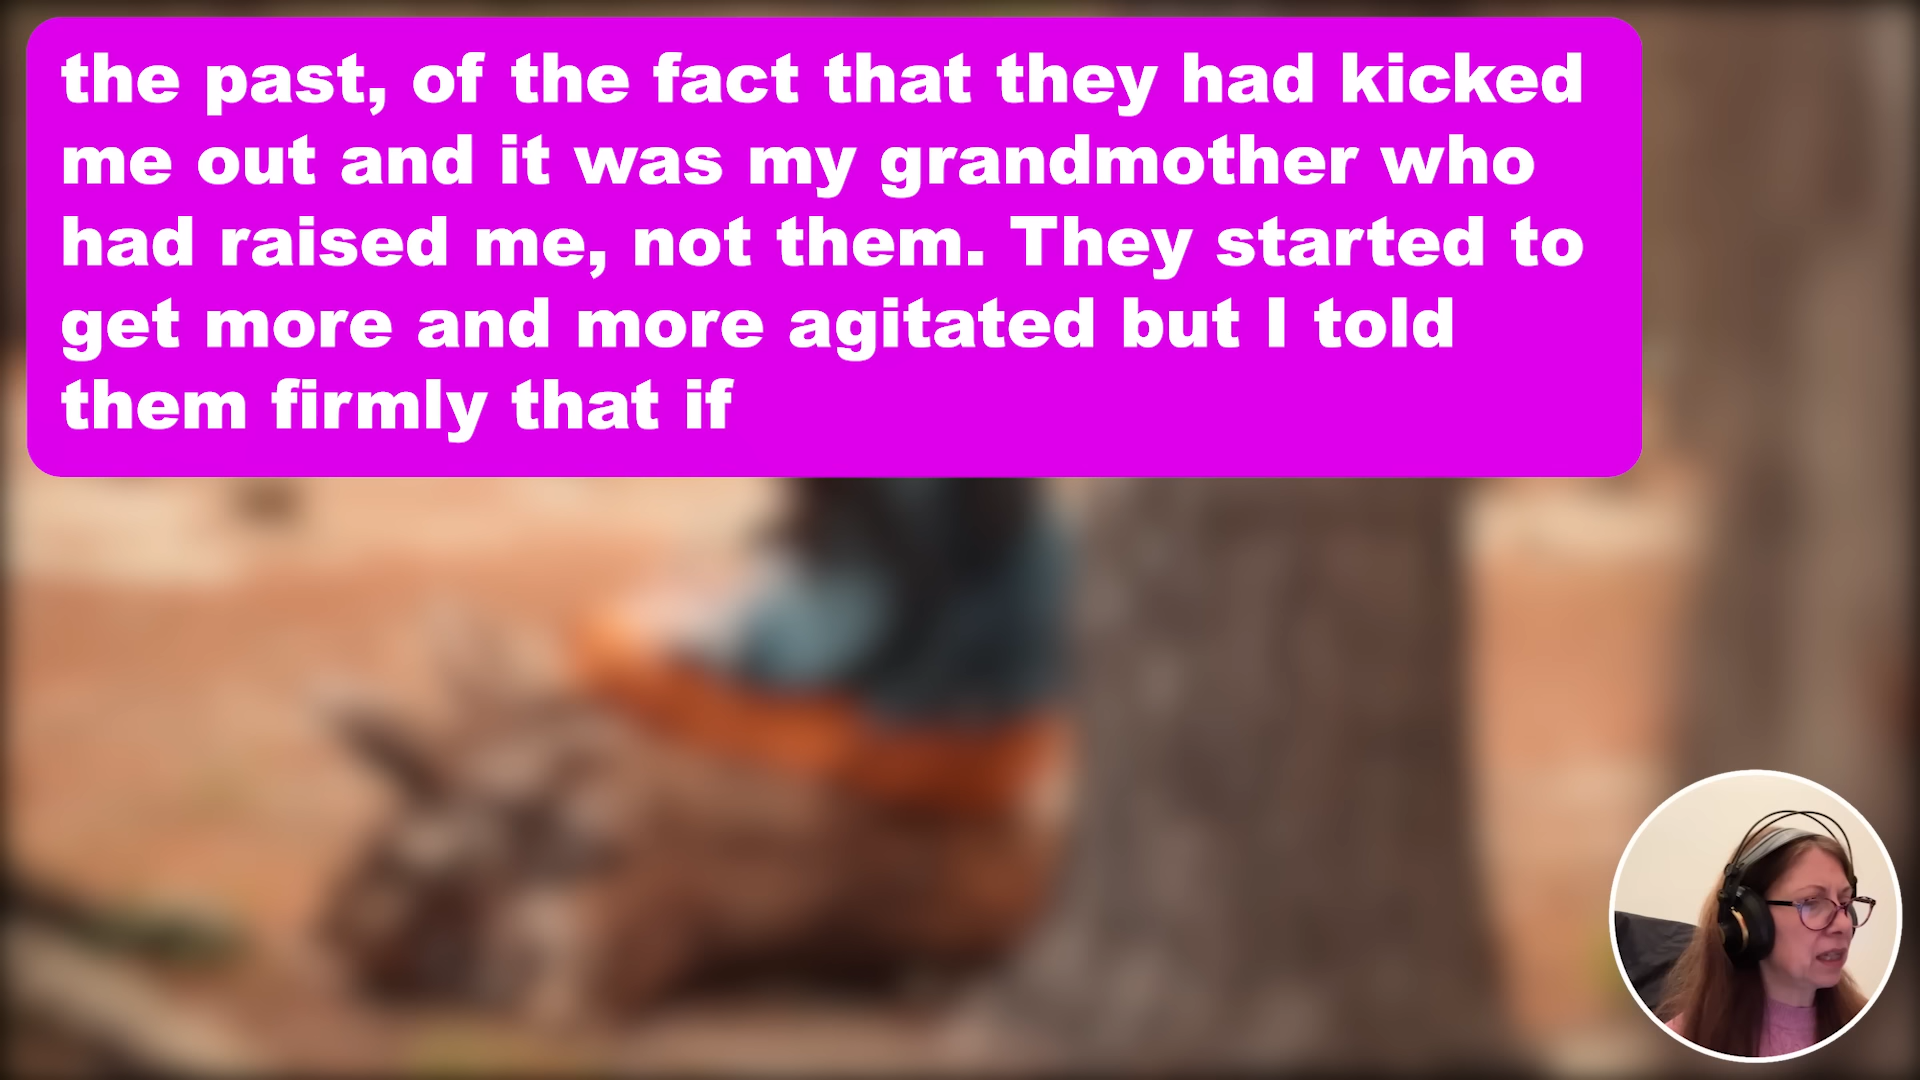 the past, of the fact that they had kicked
me out and it was my grandmother who
had raised me, not them. They started to
get more and more agitated but I told
them firmly that if